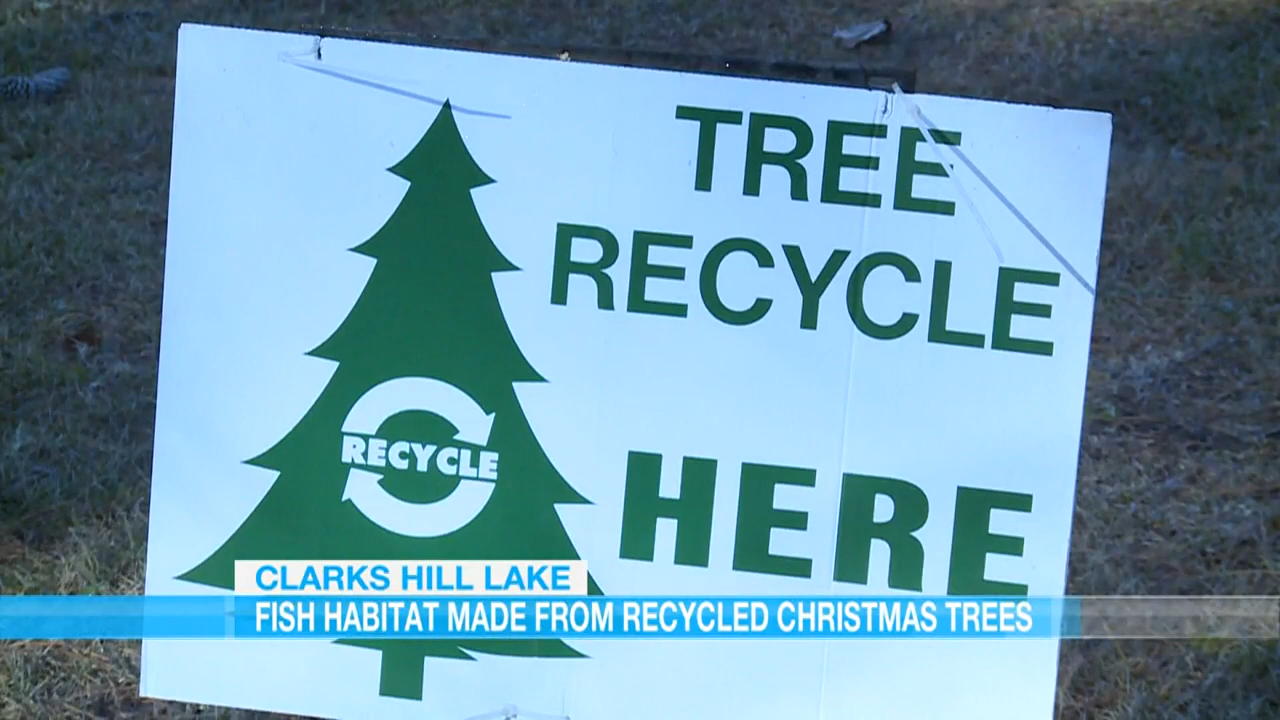 TREE
RECYCLE
HERE
RECYCLE
CLARKS HILL LAKE
FISH HABITAT MADE FROM RECYCLED CHRISTMAS TREES